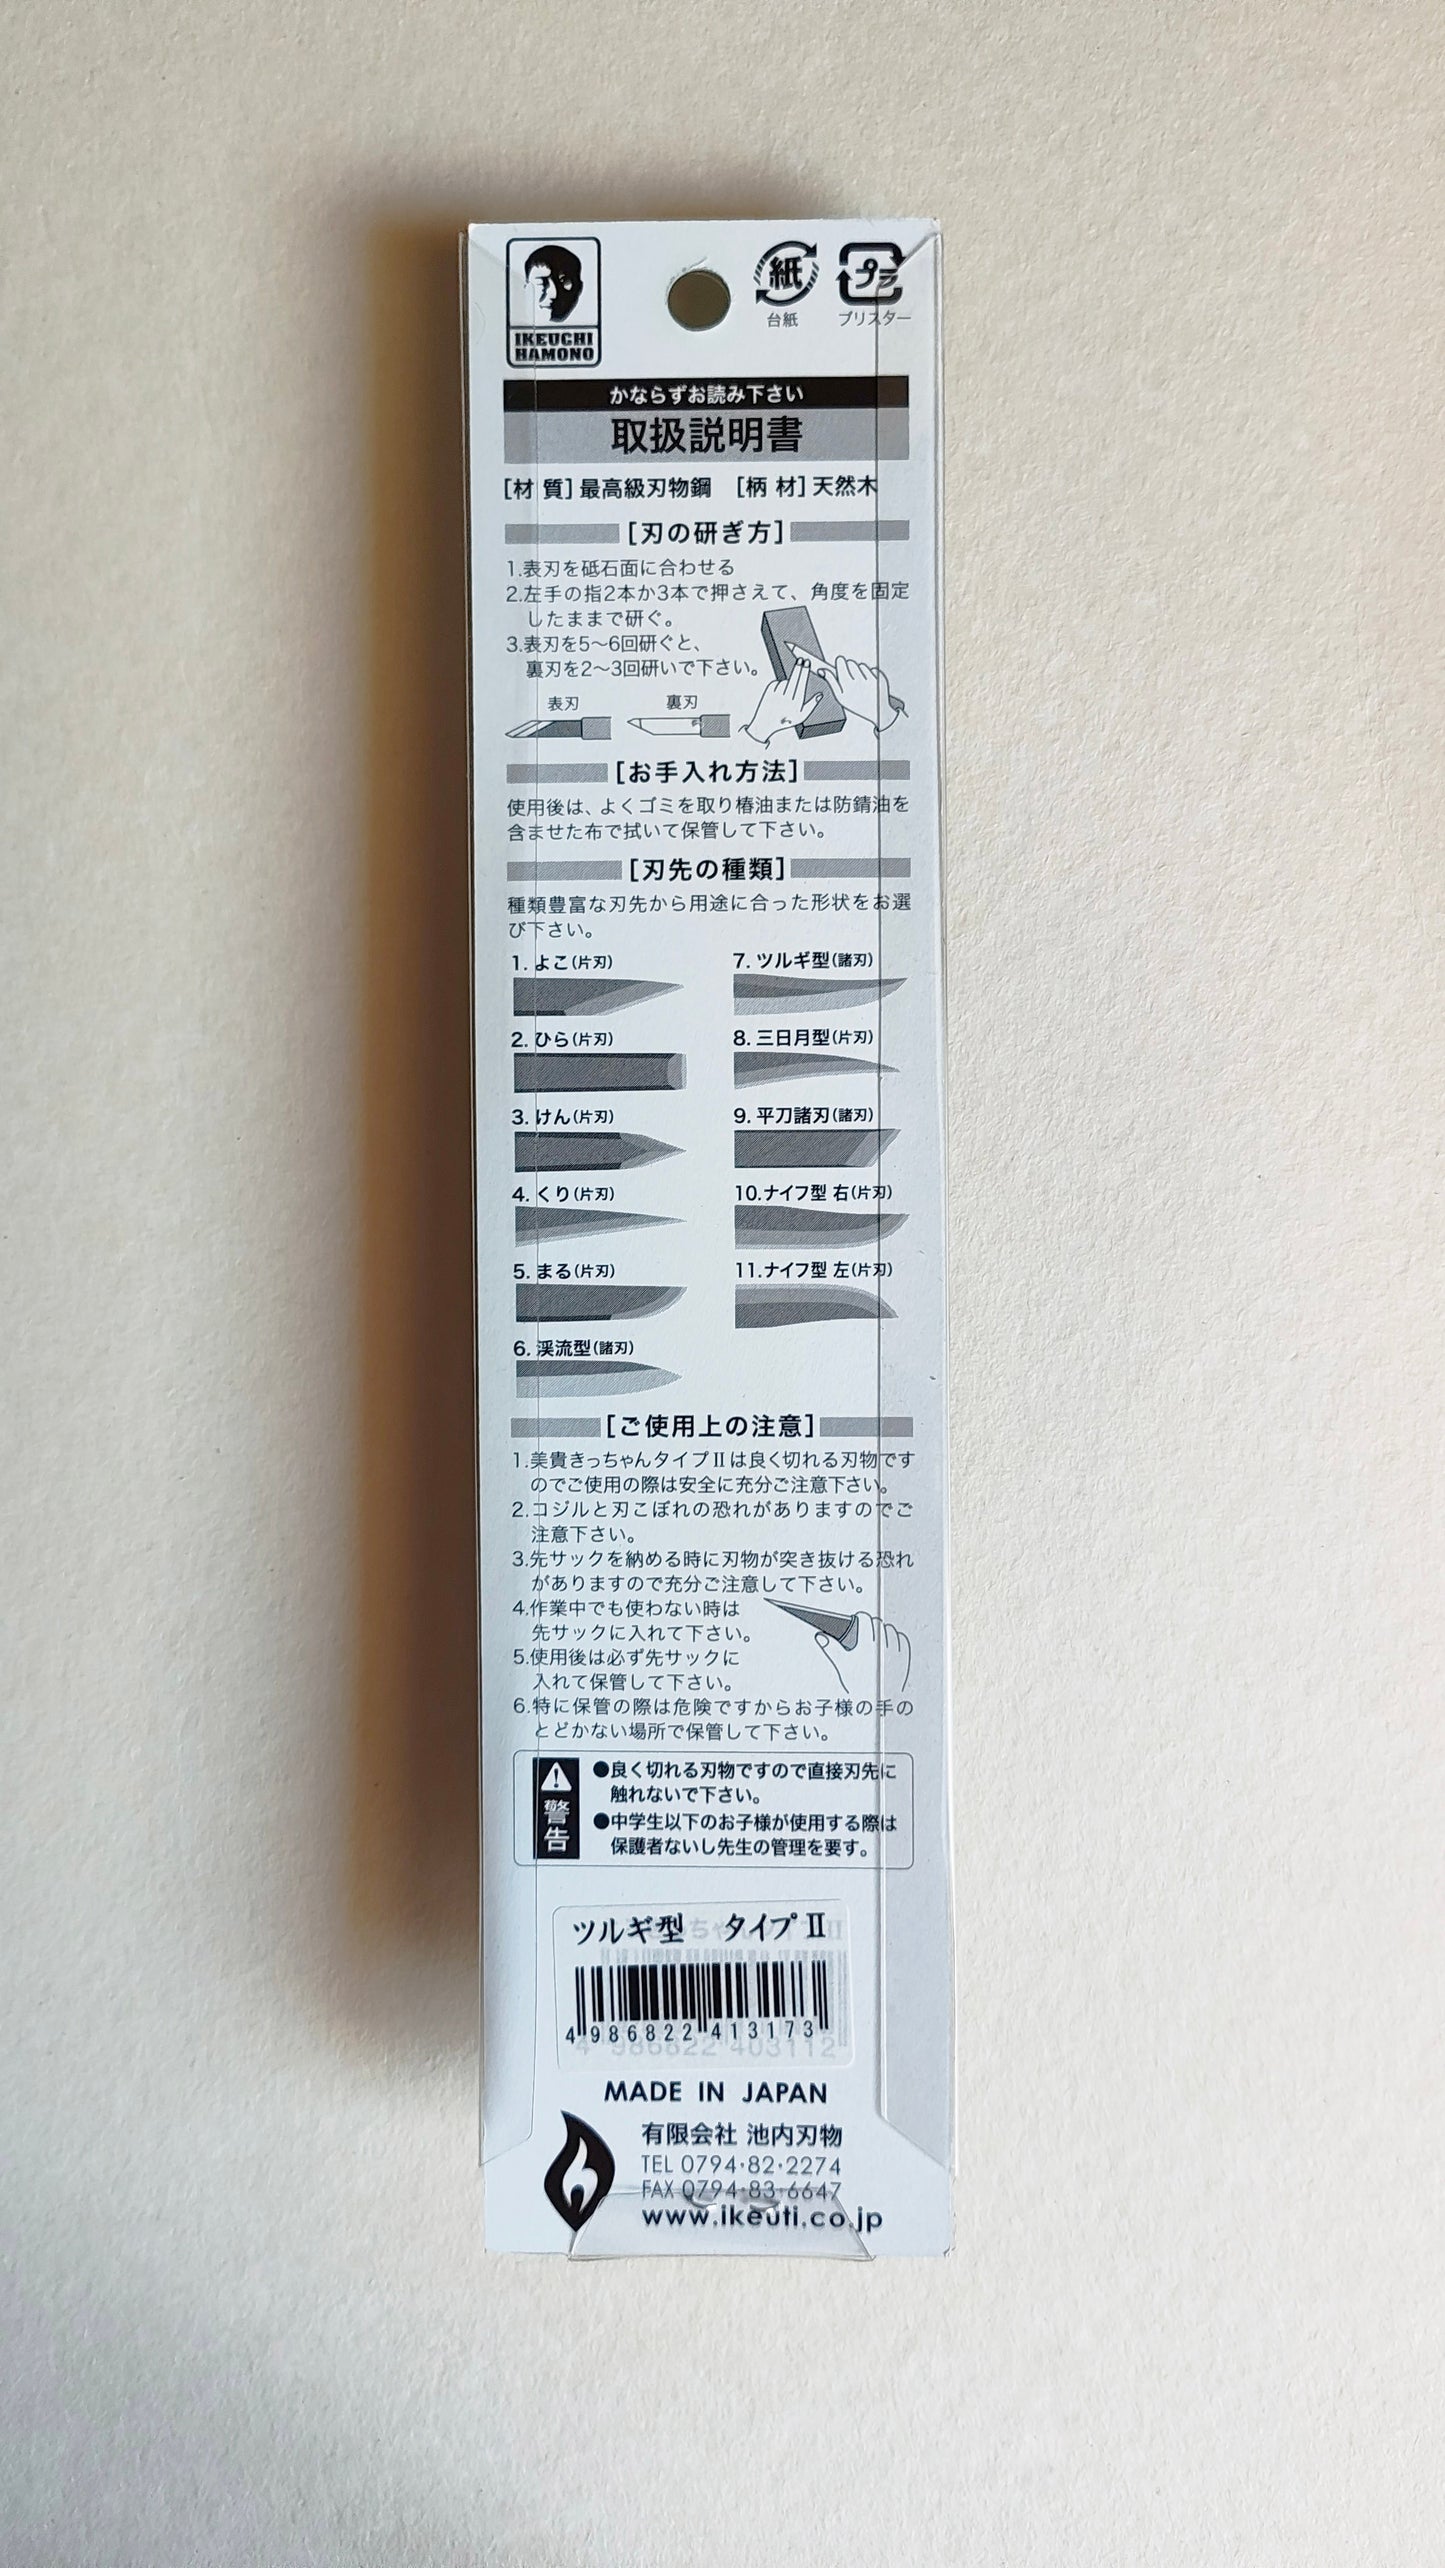 IKEUCHI
HAMONO
紙
台紙
プラ
ブリスター
かならずお読み下さい
取扱説明書
[材 質] 最高級刃物鋼 [柄 材] 天然木
[刃の研ぎ方]
1.表刃を砥石面に合わせる
2.左手の指2本か3本で押さえて、角度を固定
したままで研ぐ。
3.表刃を5〜6回研ぐと、
裏刃を2〜3回研いで下さい。
表刃 裏刃
[お手入れ方法]
使用後は、よくゴミを取り椿油または防錆油を
含ませた布で拭いて保管して下さい。
[刃先の種類]
種類豊富な刃先から用途に合った形状をお選
び下さい。
1. よこ(片刃)
2. ひら(片刃)
3. けん(片刃)
4. くり(片刃)
5. まる(片刃)
6. 渓流型(諸刃)
7. ツルギ型(諸刃)
8. 三日月型(片刃)
9. 平刀諸刃(諸刃)
10.ナイフ型 右(片刃)
11.ナイフ型 左(片刃)
[ご使用上の注意]
1.美貴きっちゃんタイプⅡは良く切れる刃物です
のでご使用の際は安全に充分ご注意下さい。
2.コジルと刃こぼれの恐れがありますのでご
注意下さい。
3.先サックを納める時に刃物が突き抜ける恐れ
がありますので充分ご注意して下さい。
4.作業中でも使わない時は
先サックに入れて下さい。
5.使用後は必ず先サックに
入れて保管して下さい。
6.特に保管の際は危険ですからお子様の手の
とどかない場所で保管して下さい。
警告
●良く切れる刃物ですので直接刃先に
触れないで下さい。
●中学生以下のお子様が使用する際は
保護者ないし先生の管理を要す。
ツルギ型 タイプⅡ
4 986822 413173
4 986822 403112
MADE IN JAPAN
有限会社 池内刃物
TEL 0794・82・2274
FAX 0794・83・6647
www.ikeuti.co.jp